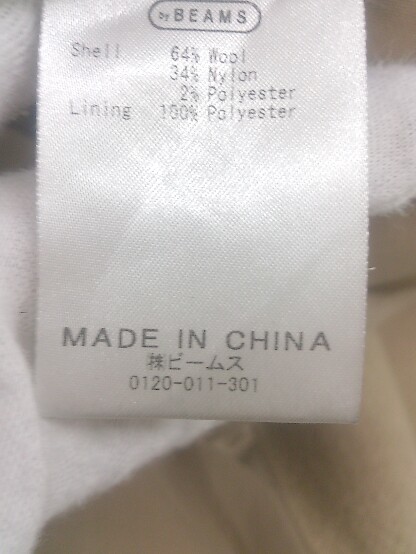 by BEAMS
Shell 64% Wool
34% Nylon
2% Polyester
Lining 100% Polyester
MADE IN CHINA
㈱ビームス
0120-011-301